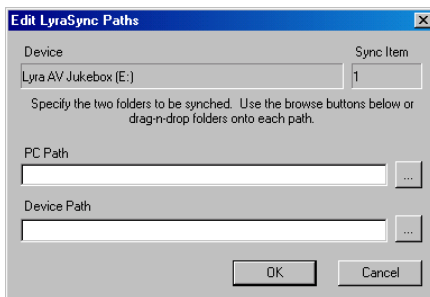 Edit LyraSync Paths
Device Sync Item
Lyra AV Jukebox (E:) 1
Specify the two folders to be synched. Use the browse buttons below or
drag-n-drop folders onto each path.
PC Path
...
Device Path
...
OK Cancel